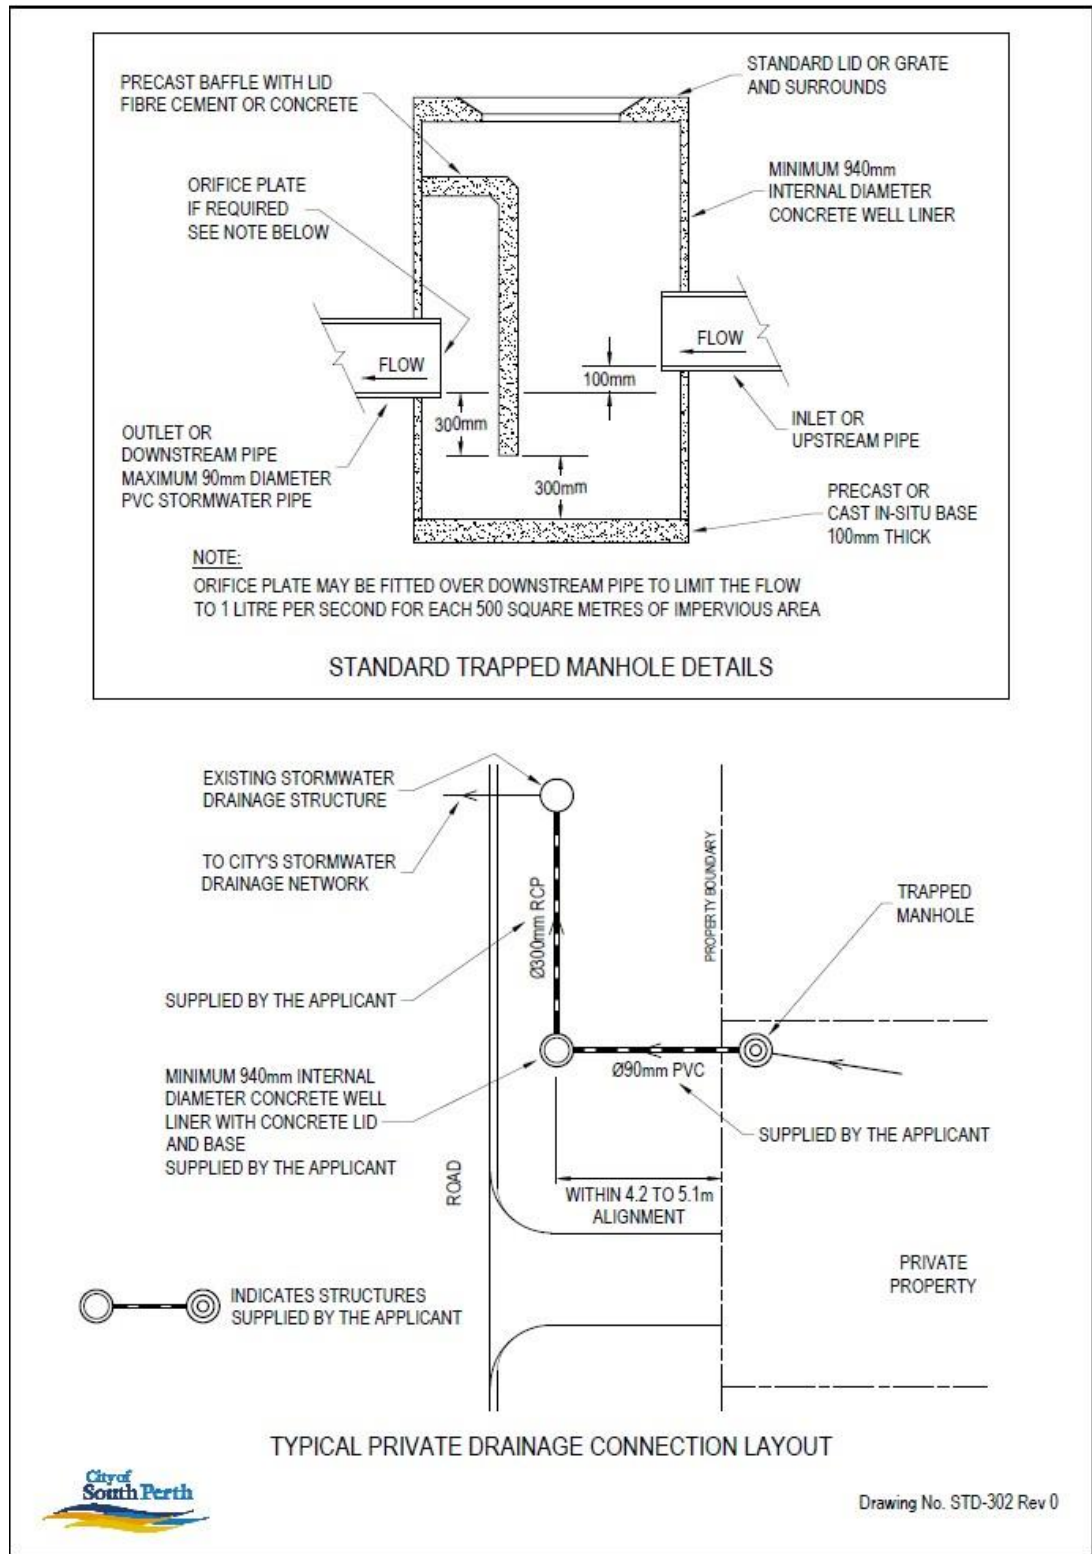 PRECAST BAFFLE WITH LID
FIBRE CEMENT OR CONCRETE
STANDARD LID OR GRATE
AND SURROUNDS
ORIFICE PLATE
IF REQUIRED
SEE NOTE BELOW
MINIMUM 940mm
INTERNAL DIAMETER
CONCRETE WELL LINER
FLOW
FLOW
100mm
300mm
300mm
OUTLET OR
DOWNSTREAM PIPE
MAXIMUM 90mm DIAMETER
PVC STORMWATER PIPE
INLET OR
UPSTREAM PIPE
PRECAST OR
CAST IN-SITU BASE
100mm THICK
NOTE:
ORIFICE PLATE MAY BE FITTED OVER DOWNSTREAM PIPE TO LIMIT THE FLOW
TO 1 LITRE PER SECOND FOR EACH 500 SQUARE METRES OF IMPERVIOUS AREA
STANDARD TRAPPED MANHOLE DETAILS
EXISTING STORMWATER
DRAINAGE STRUCTURE
TO CITY'S STORMWATER
DRAINAGE NETWORK
Ø300mm RCP
PROPERTY BOUNDARY
TRAPPED
MANHOLE
SUPPLIED BY THE APPLICANT
MINIMUM 940mm INTERNAL
DIAMETER CONCRETE WELL
LINER WITH CONCRETE LID
AND BASE
SUPPLIED BY THE APPLICANT
Ø90mm PVC
SUPPLIED BY THE APPLICANT
ROAD
WITHIN 4.2 TO 5.1m
ALIGNMENT
PRIVATE
PROPERTY
INDICATES STRUCTURES
SUPPLIED BY THE APPLICANT
TYPICAL PRIVATE DRAINAGE CONNECTION LAYOUT
City of
South Perth
Drawing No. STD-302 Rev 0